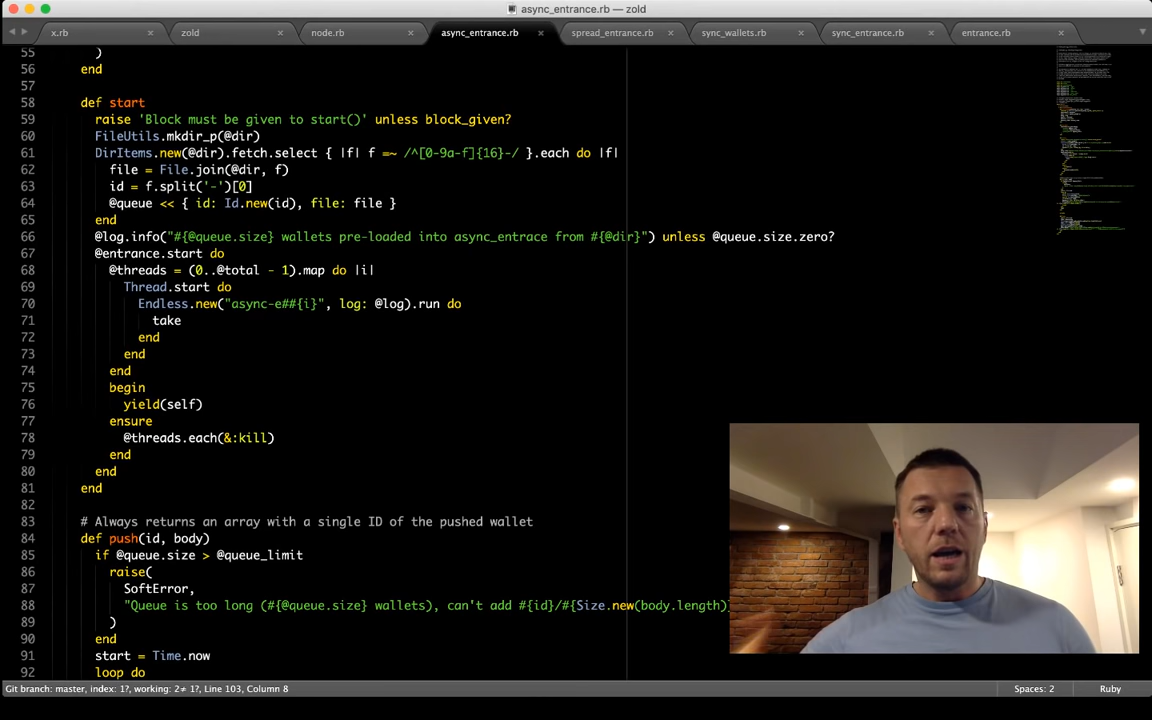 async_entrance.rb — zold
x.rb
zold
node.rb
async_entrance.rb
spread_entrance.rb
sync_wallets.rb
sync_entrance.rb
entrance.rb
55 )
56 end
57
58 def start
59 raise 'Block must be given to start()' unless block_given?
60 FileUtils.mkdir_p(@dir)
61 DirItems.new(@dir).fetch.select { |f| f =~ /^[0-9a-f]{16}-/ }.each do |f|
62 file = File.join(@dir, f)
63 id = f.split('-')[0]
64 @queue << { id: Id.new(id), file: file }
65 end
66 @log.info("#{@queue.size} wallets pre-loaded into async_entrace from #{@dir}") unless @queue.size.zero?
67 @entrance.start do
68 @threads = (0..@total - 1).map do |i|
69 Thread.start do
70 Endless.new("async-e##{i}", log: @log).run do
71 take
72 end
73 end
74 end
75 begin
76 yield(self)
77 ensure
78 @threads.each(&:kill)
79 end
80 end
81 end
82
83 # Always returns an array with a single ID of the pushed wallet
84 def push(id, body)
85 if @queue.size > @queue_limit
86 raise(
87 SoftError,
88 "Queue is too long (#{@queue.size} wallets), can't add #{id}/#{Size.new(body.length)
89 )
90 end
91 start = Time.now
92 loop do
Git branch: master, index: 1?, working: 2≠ 1?, Line 103, Column 8
Spaces: 2
Ruby